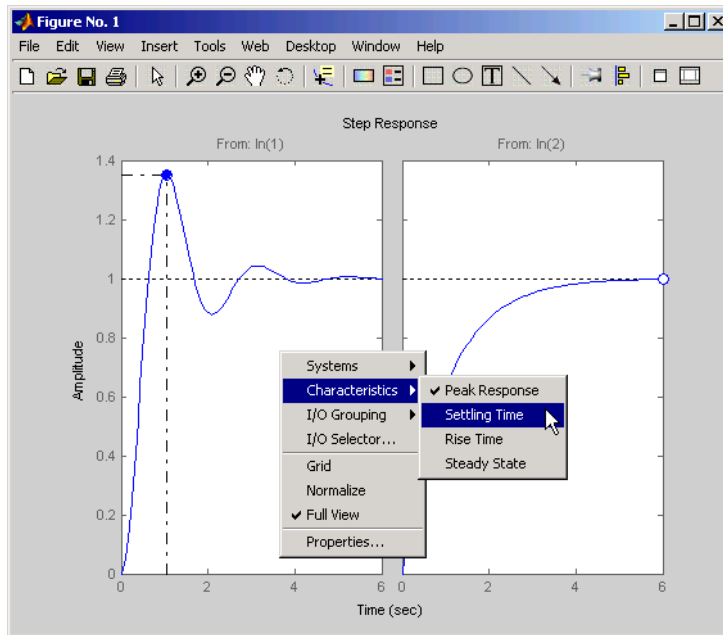 Figure No. 1
File Edit View Insert Tools Web Desktop Window Help
Step Response
From: In(1)
From: In(2)
1.4
1.2
1
0.8
0.6
0.4
0.2
0
Amplitude
0 2 4 6
0 2 4 6
Time (sec)
Systems
Characteristics
I/O Grouping
I/O Selector...
Grid
Normalize
Full View
Properties...
Peak Response
Settling Time
Rise Time
Steady State